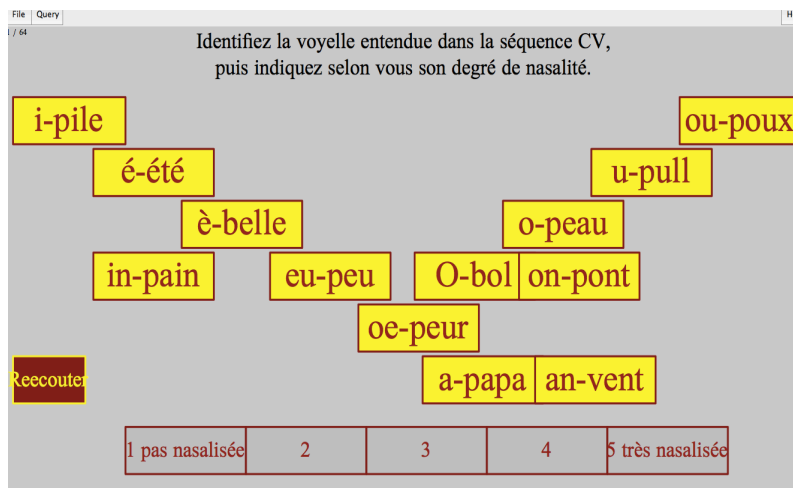 File Query H
1 / 64
Identifiez la voyelle entendue dans la séquence CV,
puis indiquez selon vous son degré de nasalité.
i-pile ou-poux
é-été u-pull
è-belle o-peau
in-pain eu-peu O-bol on-pont
oe-peur
Reecouter a-papa an-vent
1 pas nasalisée 2 3 4 5 très nasalisée